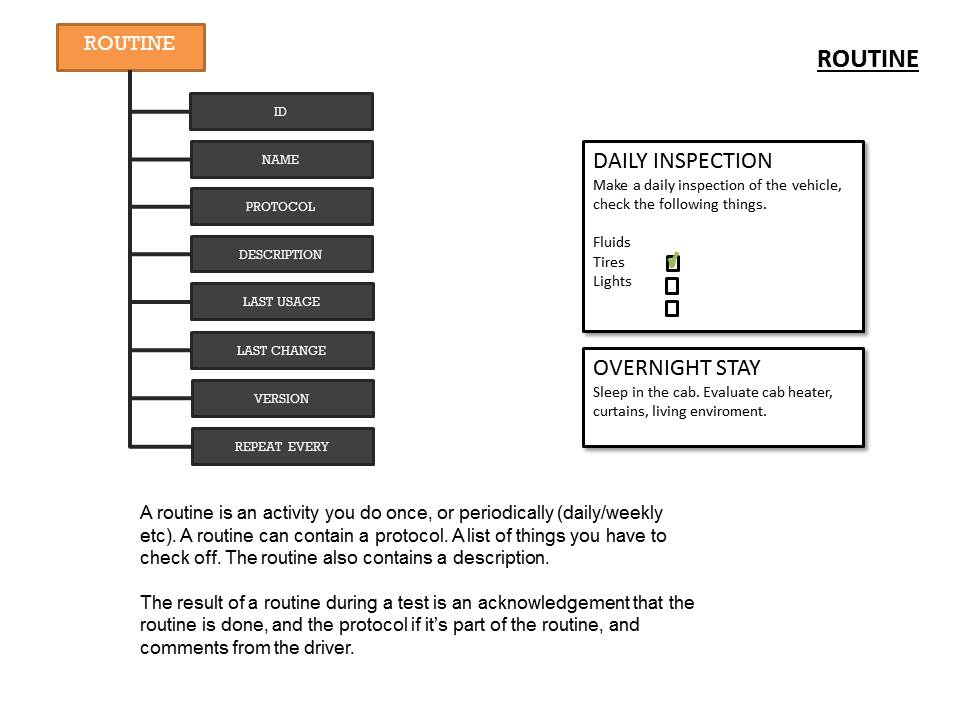 ROUTINE
ROUTINE
ID
NAME
PROTOCOL
DESCRIPTION
LAST USAGE
LAST CHANGE
VERSION
REPEAT EVERY
DAILY INSPECTION
Make a daily inspection of the vehicle,
check the following things.
Fluids
Tires
Lights
OVERNIGHT STAY
Sleep in the cab. Evaluate cab heater,
curtains, living enviroment.
A routine is an activity you do once, or periodically (daily/weekly
etc). A routine can contain a protocol. A list of things you have to
check off. The routine also contains a description.
The result of a routine during a test is an acknowledgement that the
routine is done, and the protocol if it’s part of the routine, and
comments from the driver.